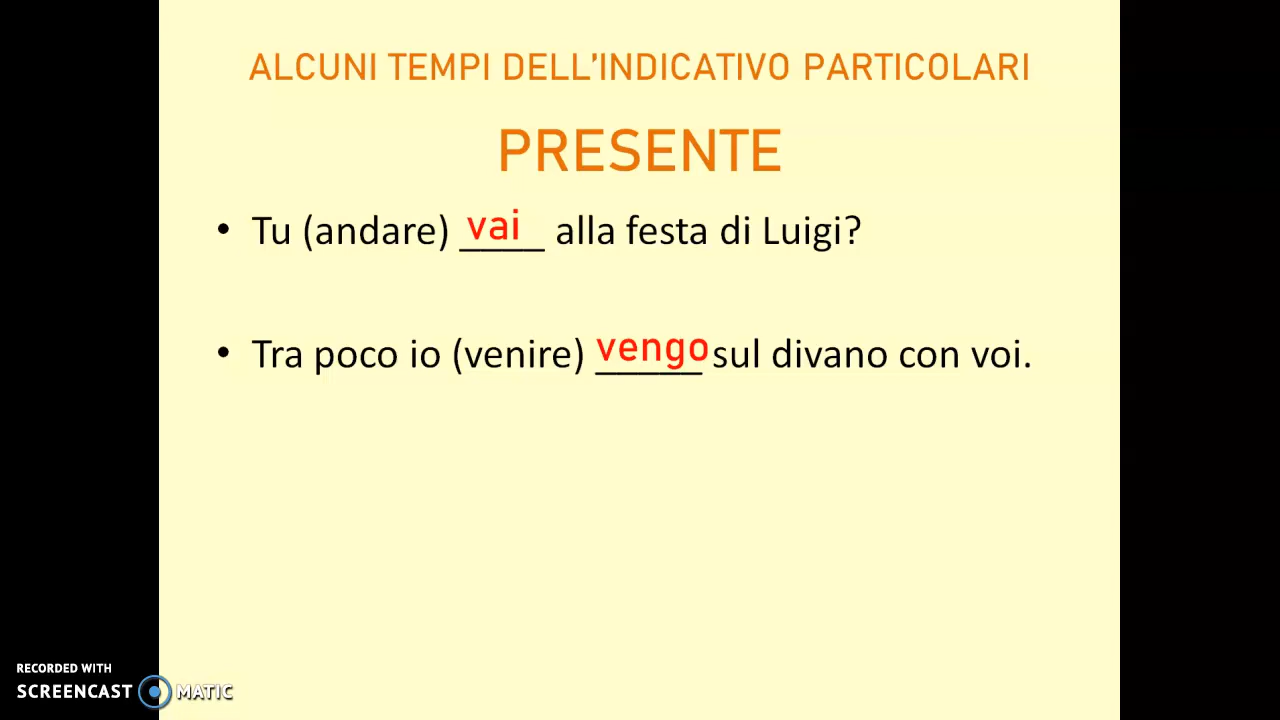 ALCUNI TEMPI DELL'INDICATIVO PARTICOLARI
PRESENTE
• Tu (andare) vai alla festa di Luigi?
• Tra poco io (venire) vengo sul divano con voi.
RECORDED WITH
SCREENCAST MATIC